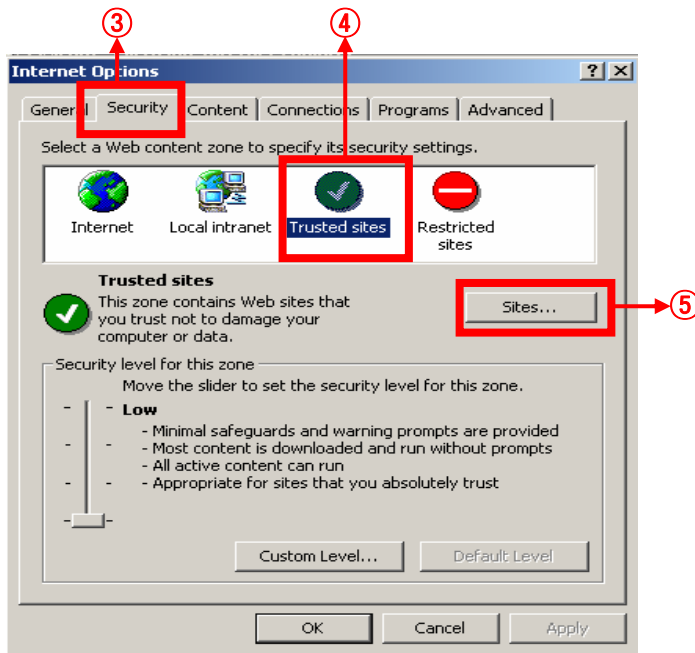 ③ ④
Internet Options ? ×
General Security Content Connections Programs Advanced
Select a Web content zone to specify its security settings.
Internet Local intranet Trusted sites Restricted
sites
Trusted sites
This zone contains Web sites that
you trust not to damage your
computer or data.
Sites... ⑤
Security level for this zone
Move the slider to set the security level for this zone.
Low
- Minimal safeguards and warning prompts are provided
- Most content is downloaded and run without prompts
- All active content can run
- Appropriate for sites that you absolutely trust
Custom Level... Default Level
OK Cancel Apply